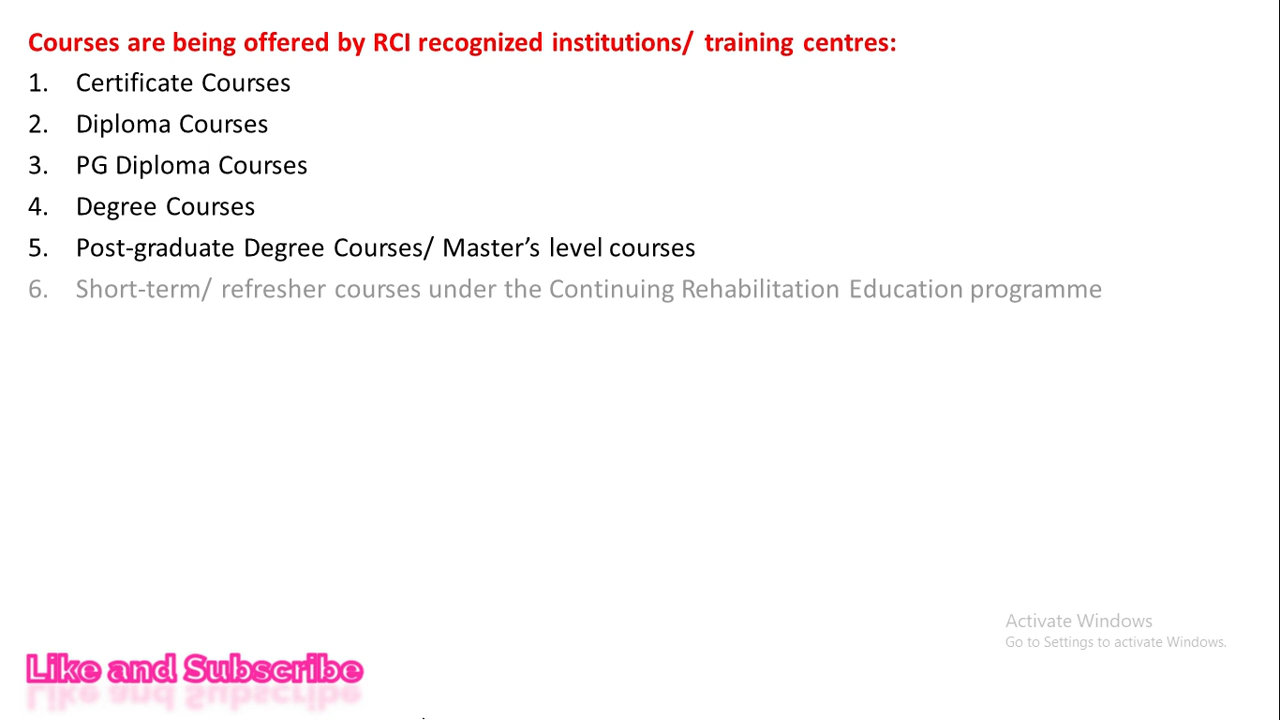 Courses are being offered by RCI recognized institutions/ training centres:
1. Certificate Courses
2. Diploma Courses
3. PG Diploma Courses
4. Degree Courses
5. Post-graduate Degree Courses/ Master’s level courses
6. Short-term/ refresher courses under the Continuing Rehabilitation Education programme
Activate Windows
Go to Settings to activate Windows.
Like and Subscribe